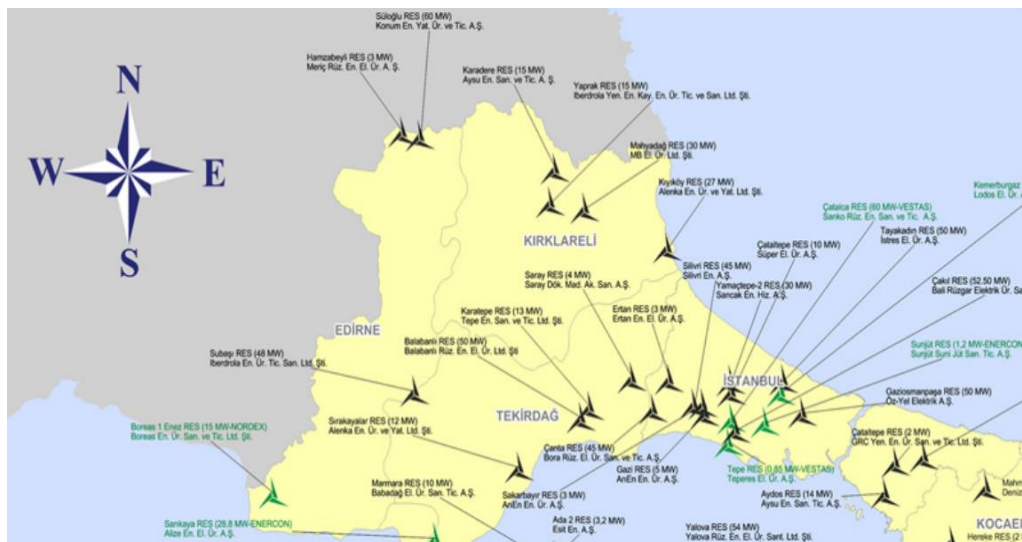 Süloğlu RES (60 MW)
Konum En. Yat. Ür. ve Tic. A.Ş.
Hamzabeyli RES (3 MW)
Meriç Rüz. En. El. Ür. A. Ş.
Karadere RES (15 MW)
Aysu En. San. ve Tic. A. Ş.
Yaprak RES (15 MW)
Iberdrola Yen. En. Kay. En. Ür. Tic. ve San. Ltd. Şti.
N
W
E
S
Mahyadağ RES (30 MW)
MB El. Ür. Ltd. Şti.
Kıyıköy RES (27 MW)
Alenka En. Ür. ve Yat. Ltd. Şti.
Kemerburgaz
Lodos El. Ür.
Çatalca RES (60 MW-VESTAS)
Sanko Rüz. En. San. ve Tic. A.Ş.
Tayakadın RES (50 MW)
İstres El. Ür. A.Ş.
KIRKLARELİ
Çataltepe RES (10 MW)
Süper El. Ür. A.Ş.
Silivri RES (45 MW)
Silivri En. A.Ş.
Yamaçtepe-2 RES (30 MW)
Sancak En. Hiz. A.Ş.
Çakıl RES (52.50 MW)
Bali Rüzgar Elektrik Ür. Sa
Saray RES (4 MW)
Saray Dök. Mad. Ak. San. A.Ş.
Karatepe RES (13 MW)
Tepe En. San. ve Tic. Ltd. Şti.
Ertan RES (3 MW)
Ertan En. El. Ür. A.Ş.
EDİRNE
Balabanlı RES (50 MW)
Balabanlı Rüz. En. El. Ür. Ltd. Şti
Sunjüt RES (1,2 MW-ENERCON)
Sunjüt Suni Jüt San. Tic. A.Ş.
Subaşı RES (48 MW)
Iberdrola En. Ür. Tic. San. Ltd. Şti.
İSTANBUL
Gaziosmanpaşa RES (50 MW)
Öz-Yel Elektrik A.Ş.
TEKİRDAĞ
Sırakayalar RES (12 MW)
Alenka En. Ür. ve Yat. Ltd. Şti.
Boreas 1 Enez RES (15 MW-NORDEX)
Boreas En. Ür. San. ve Tic. Ltd. Şti.
Çataltepe RES (2 MW)
GRC Yen. En. Ür. San. ve Tic. Ltd. Şti.
Çanta RES (45 MW)
Bora Rüz. El. Ür. San. ve Tic. A.Ş.
Gazi RES (5 MW)
AnEn En. Ür. A.Ş.
Tepe RES (0,85 MW-VESTAS)
Teperes El. Ür. A.Ş.
Marmara RES (10 MW)
Babadağ El. Ür. San. Tic. A.Ş.
Sakarbayır RES (3 MW)
AnEn En. Ür. A.Ş.
Aydos RES (14 MW)
Aysu En. San. Tic. A.Ş.
Mahm
Deniz
Sarıkaya RES (28,8 MW-ENERCON)
Alize En. El. Ür. A.Ş.
Ada 2 RES (3,2 MW)
Esit En. A.Ş.
Yalova RES (54 MW)
Yalova Rüz. En. El. Ür. Sant. Ltd. Şti.
KOCAEL
Hereke RES (2